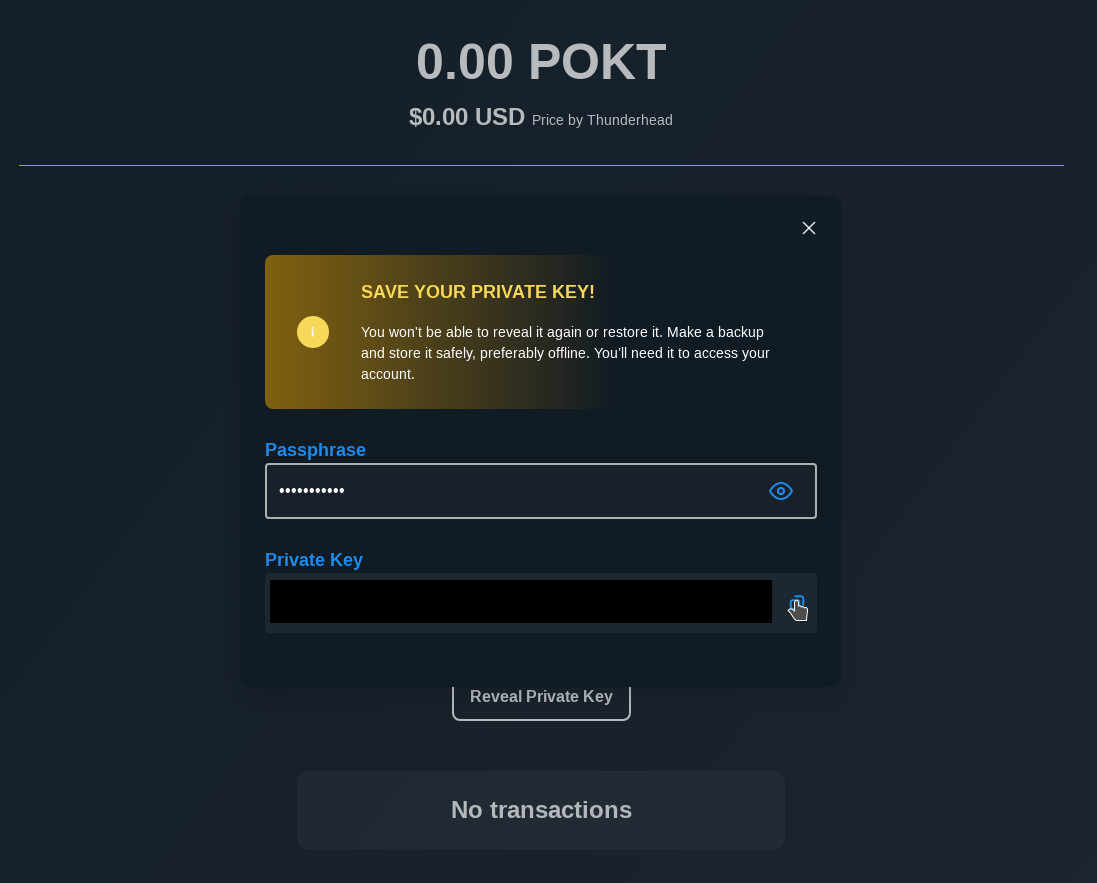 0.00 POKT
$0.00 USD Price by Thunderhead
SAVE YOUR PRIVATE KEY!
i
You won’t be able to reveal it again or restore it. Make a backup
and store it safely, preferably offline. You’ll need it to access your
account.
Passphrase
•••••••••••
Private Key
Reveal Private Key
No transactions